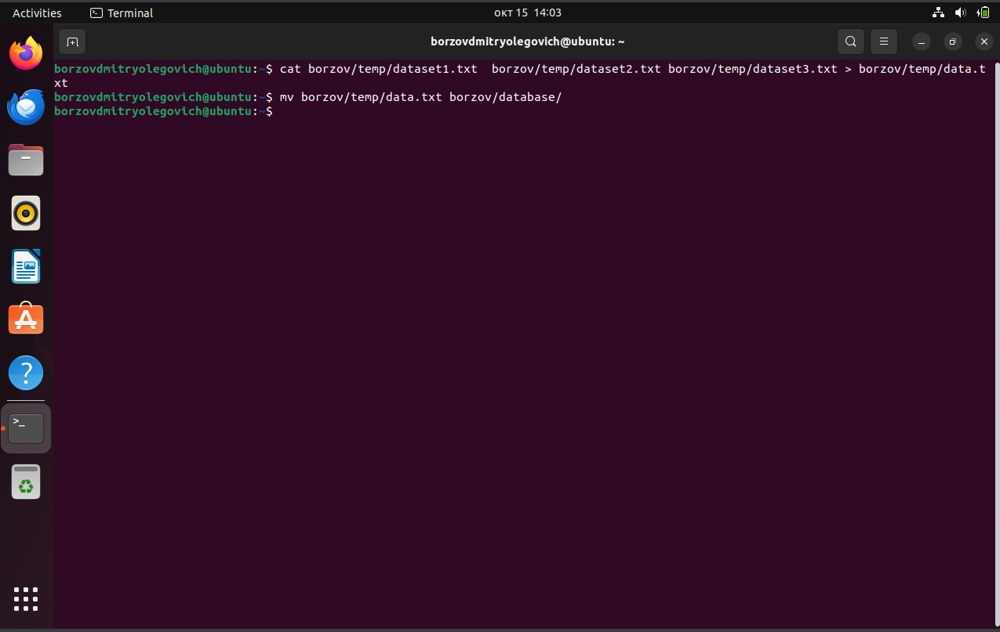 Activities Terminal окт 15 14:03
borzovdmitryolegovich@ubuntu: ~
borzovdmitryolegovich@ubuntu:~$ cat borzov/temp/dataset1.txt  borzov/temp/dataset2.txt borzov/temp/dataset3.txt > borzov/temp/data.t
xt
borzovdmitryolegovich@ubuntu:~$ mv borzov/temp/data.txt borzov/database/
borzovdmitryolegovich@ubuntu:~$